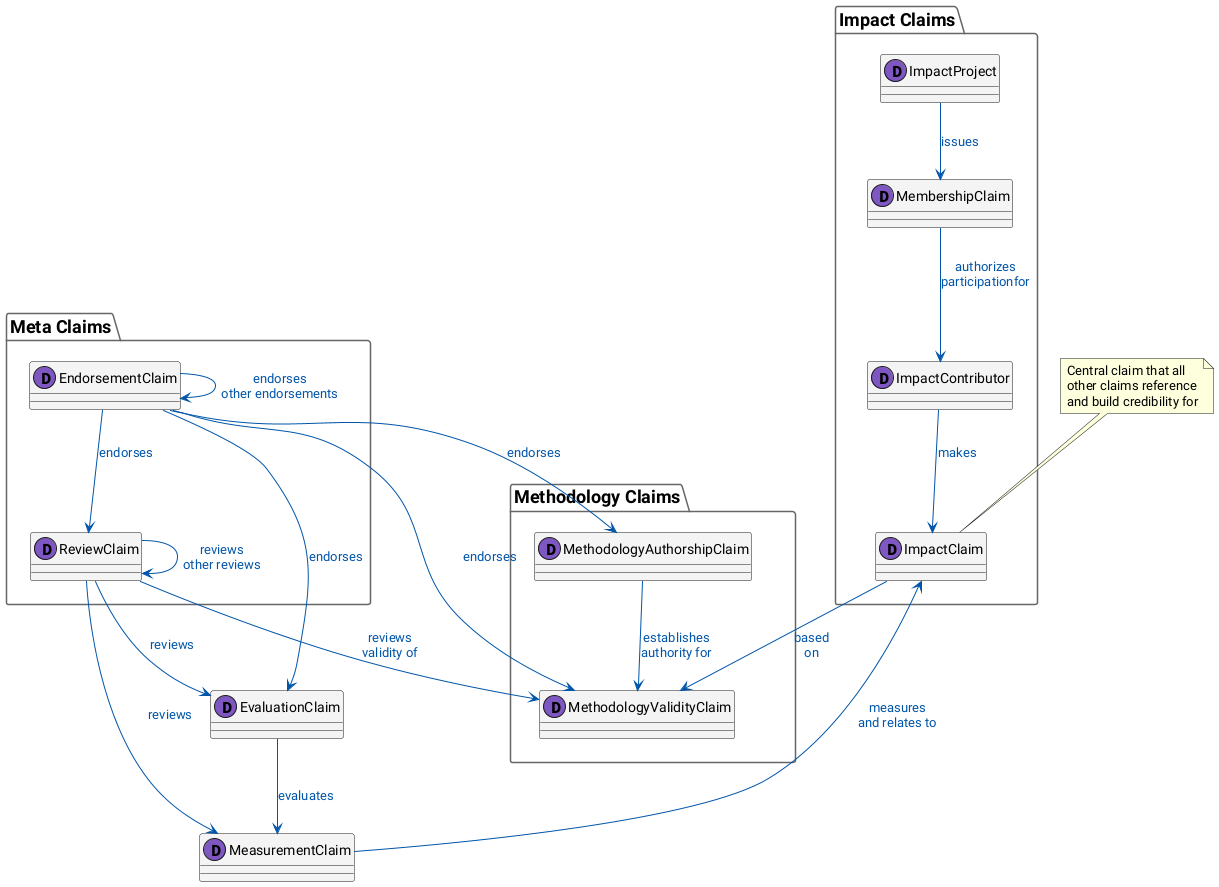 Impact Claims
D ImpactProject
issues
D MembershipClaim
authorizes
participationfor
Meta Claims
D EndorsementClaim
endorses
other endorsements
D ImpactContributor
Central claim that all
other claims reference
and build credibility for
endorses
endorses
makes
Methodology Claims
D ReviewClaim
reviews
other reviews
endorses
endorses
D MethodologyAuthorshipClaim
D ImpactClaim
reviews
reviews
validity of
establishes
authority for
based
on
reviews
D EvaluationClaim
D MethodologyValidityClaim
measures
and relates to
evaluates
D MeasurementClaim